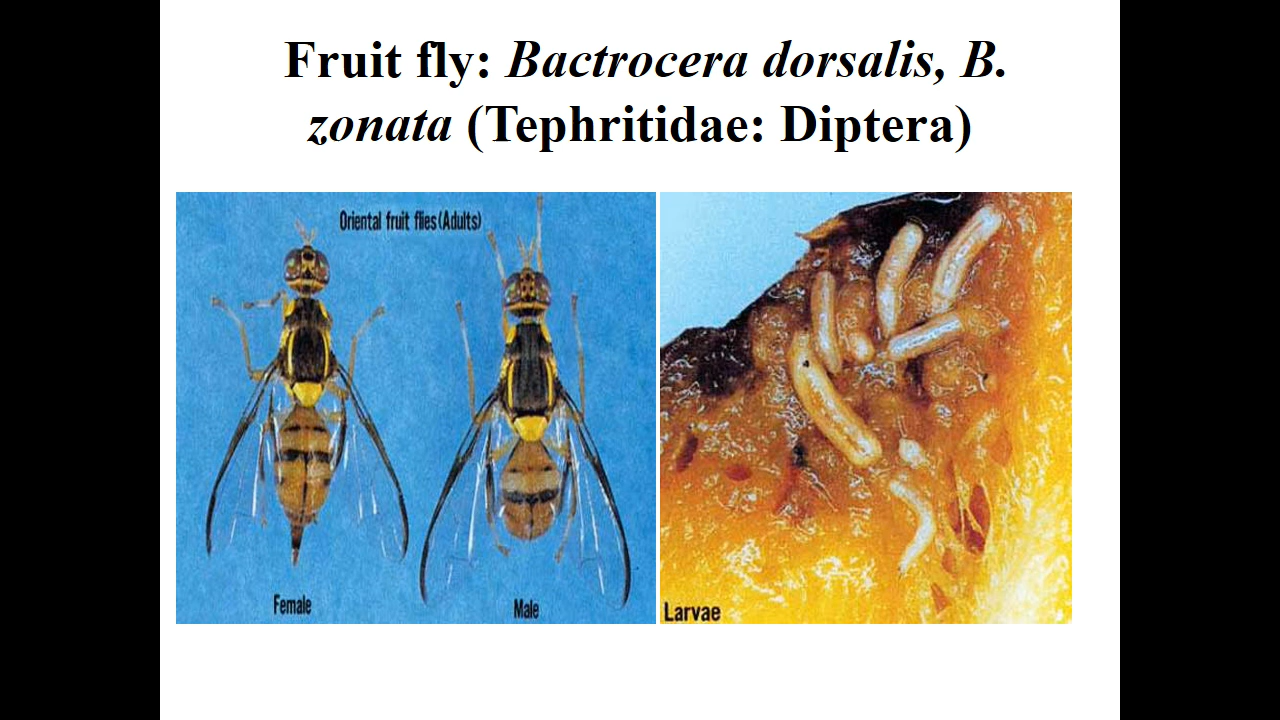 Fruit fly: Bactrocera dorsalis, B.
zonata (Tephritidae: Diptera)
Oriental fruit flies(Adults)
Female
Male
Larvae